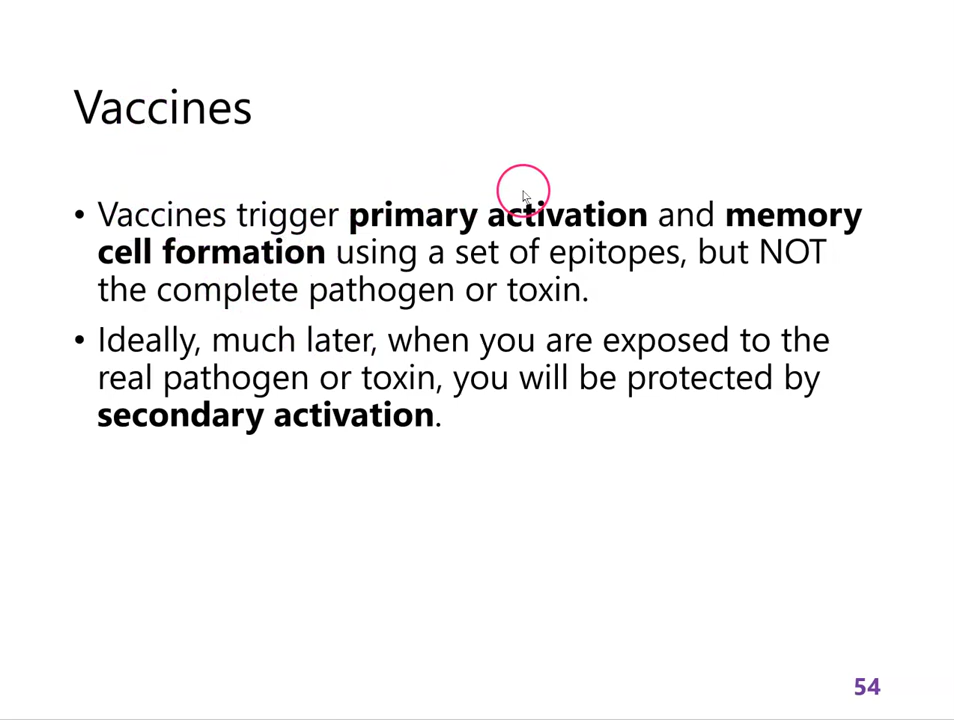 Vaccines
• Vaccines trigger primary activation and memory
cell formation using a set of epitopes, but NOT
the complete pathogen or toxin.
• Ideally, much later, when you are exposed to the
real pathogen or toxin, you will be protected by
secondary activation.
54